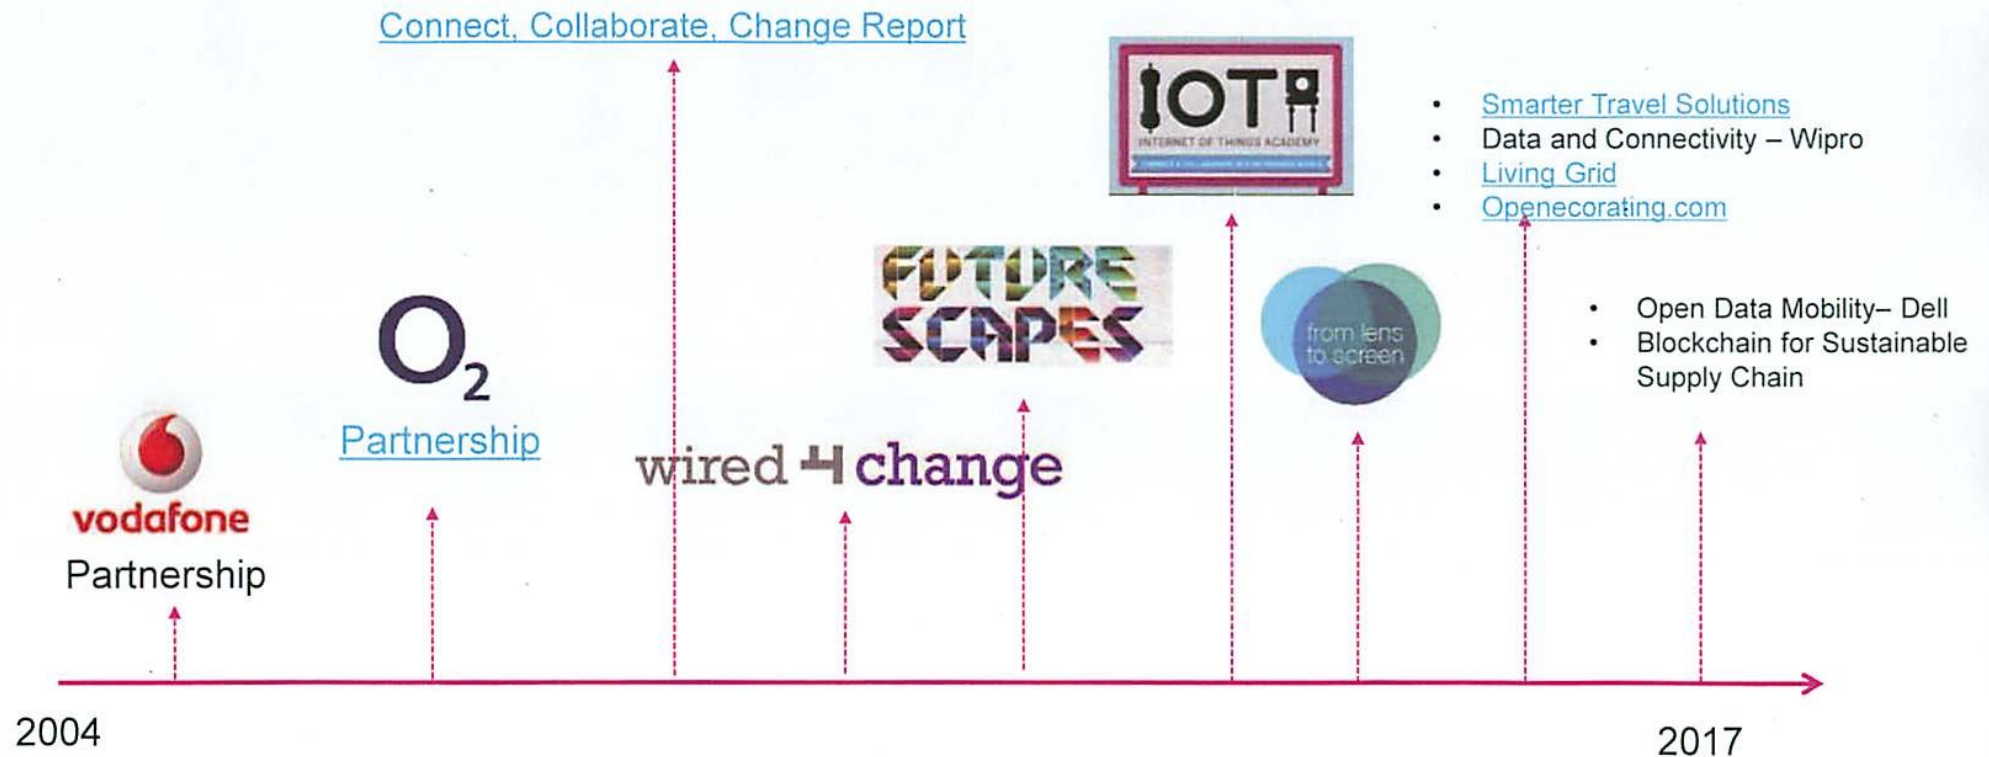 Connect, Collaborate, Change Report
IOTA
INTERNET OF THINGS ACADEMY
• Smarter Travel Solutions
• Data and Connectivity – Wipro
• Living Grid
• Openecorating.com
FUTURE
SCAPES
from lens
to screen
• Open Data Mobility– Dell
• Blockchain for Sustainable
Supply Chain
O2
Partnership
wired 4 change
vodafone
Partnership
2004
2017